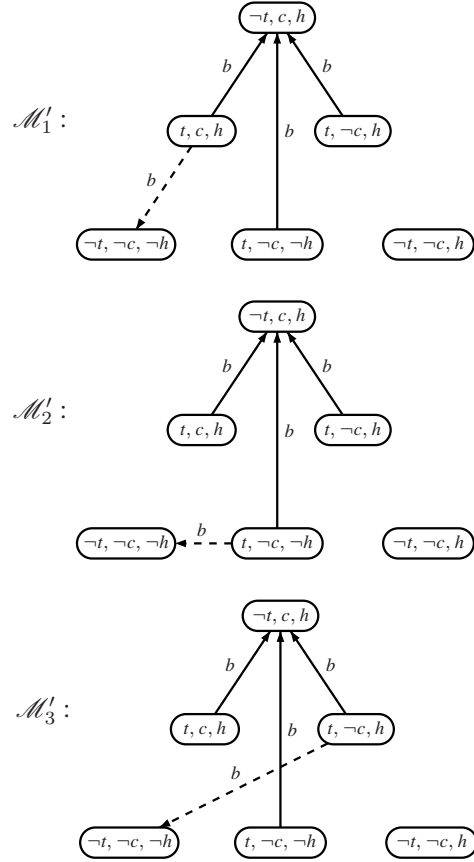 ¬t, c, h
b
b
ℳ′₁ :
t, c, h
t, ¬c, h
b
b
¬t, ¬c, ¬h
t, ¬c, ¬h
¬t, ¬c, h
¬t, c, h
b
b
ℳ′₂ :
t, c, h
t, ¬c, h
b
b
¬t, ¬c, ¬h
t, ¬c, ¬h
¬t, ¬c, h
¬t, c, h
b
b
ℳ′₃ :
t, c, h
t, ¬c, h
b
b
¬t, ¬c, ¬h
t, ¬c, ¬h
¬t, ¬c, h